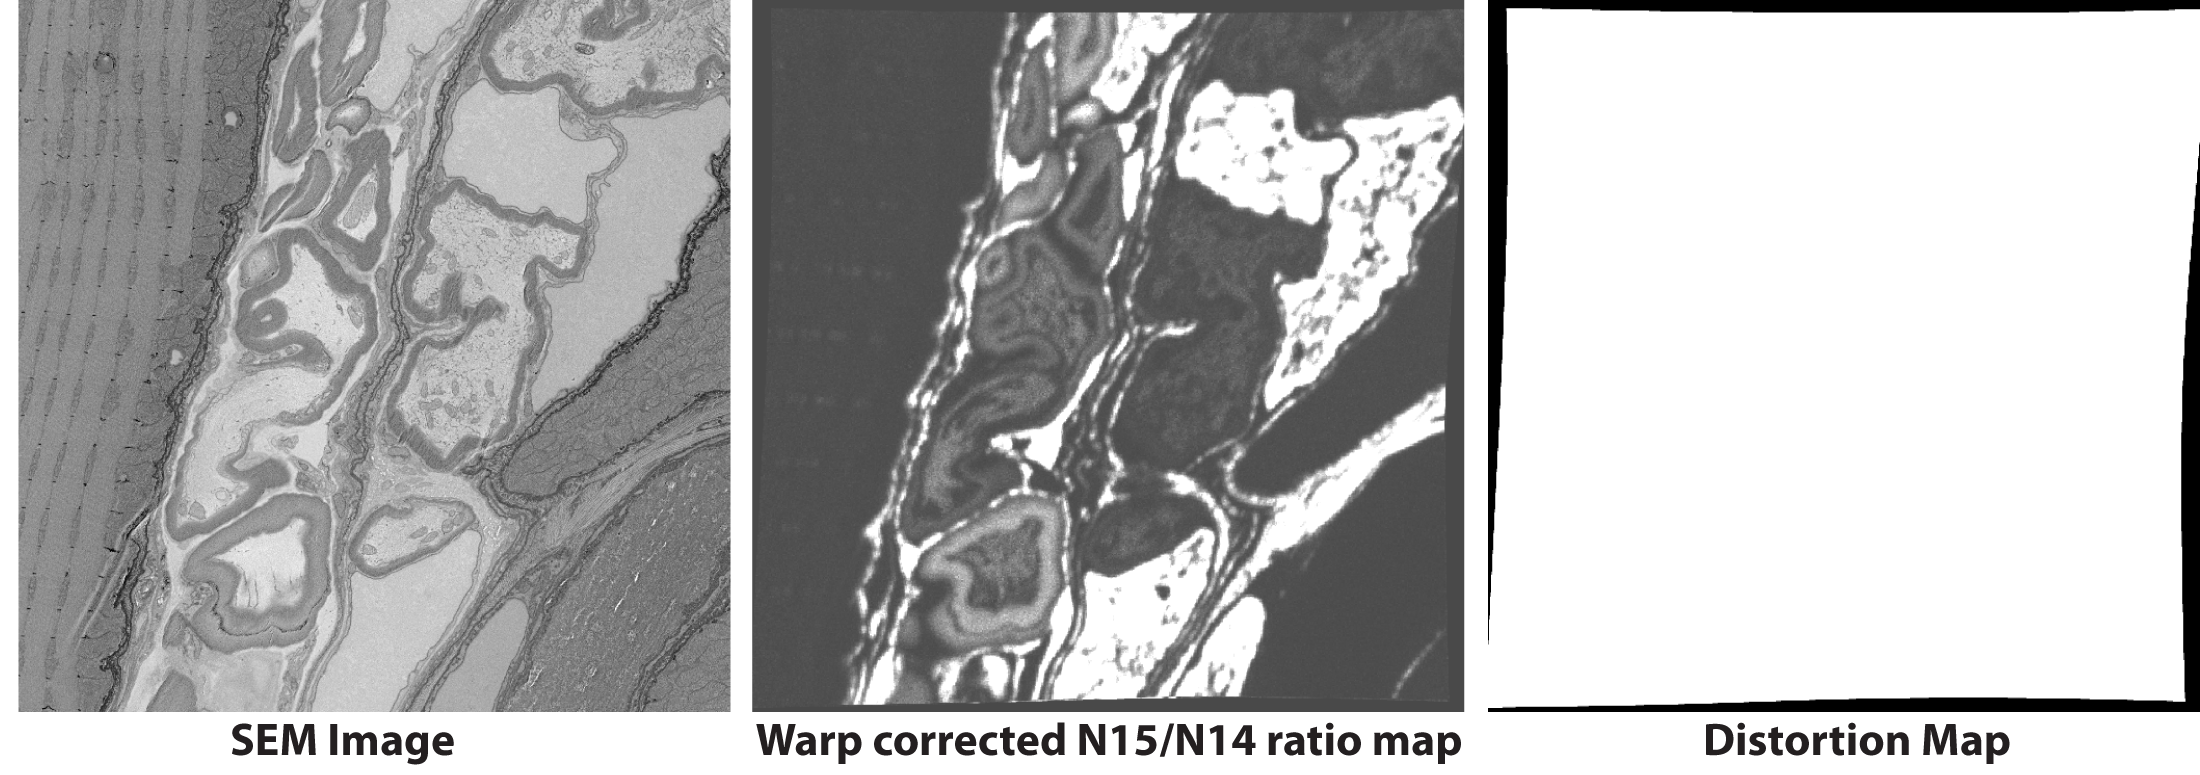 SEM Image
Warp corrected N15/N14 ratio map
Distortion Map